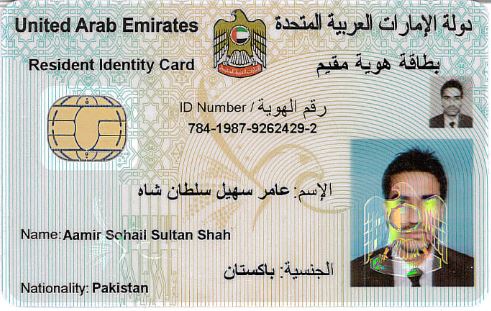 United Arab Emirates
دولة الإمارات العربية المتحدة
Resident Identity Card
بطاقة هوية مقيم
ID Number / رقم الهوية
784-1987-9262429-2
الإسم: عامر سهيل سلطان شاه
Name: Aamir Sohail Sultan Shah
الجنسية: باكستان
Nationality: Pakistan